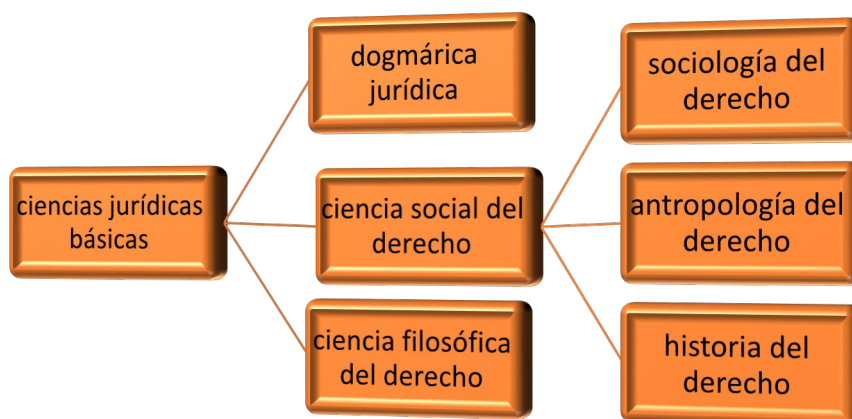 ciencias jurídicas
básicas
dogmárica
jurídica
ciencia social del
derecho
ciencia filosófica
del derecho
sociología del
derecho
antropología del
derecho
historia del
derecho